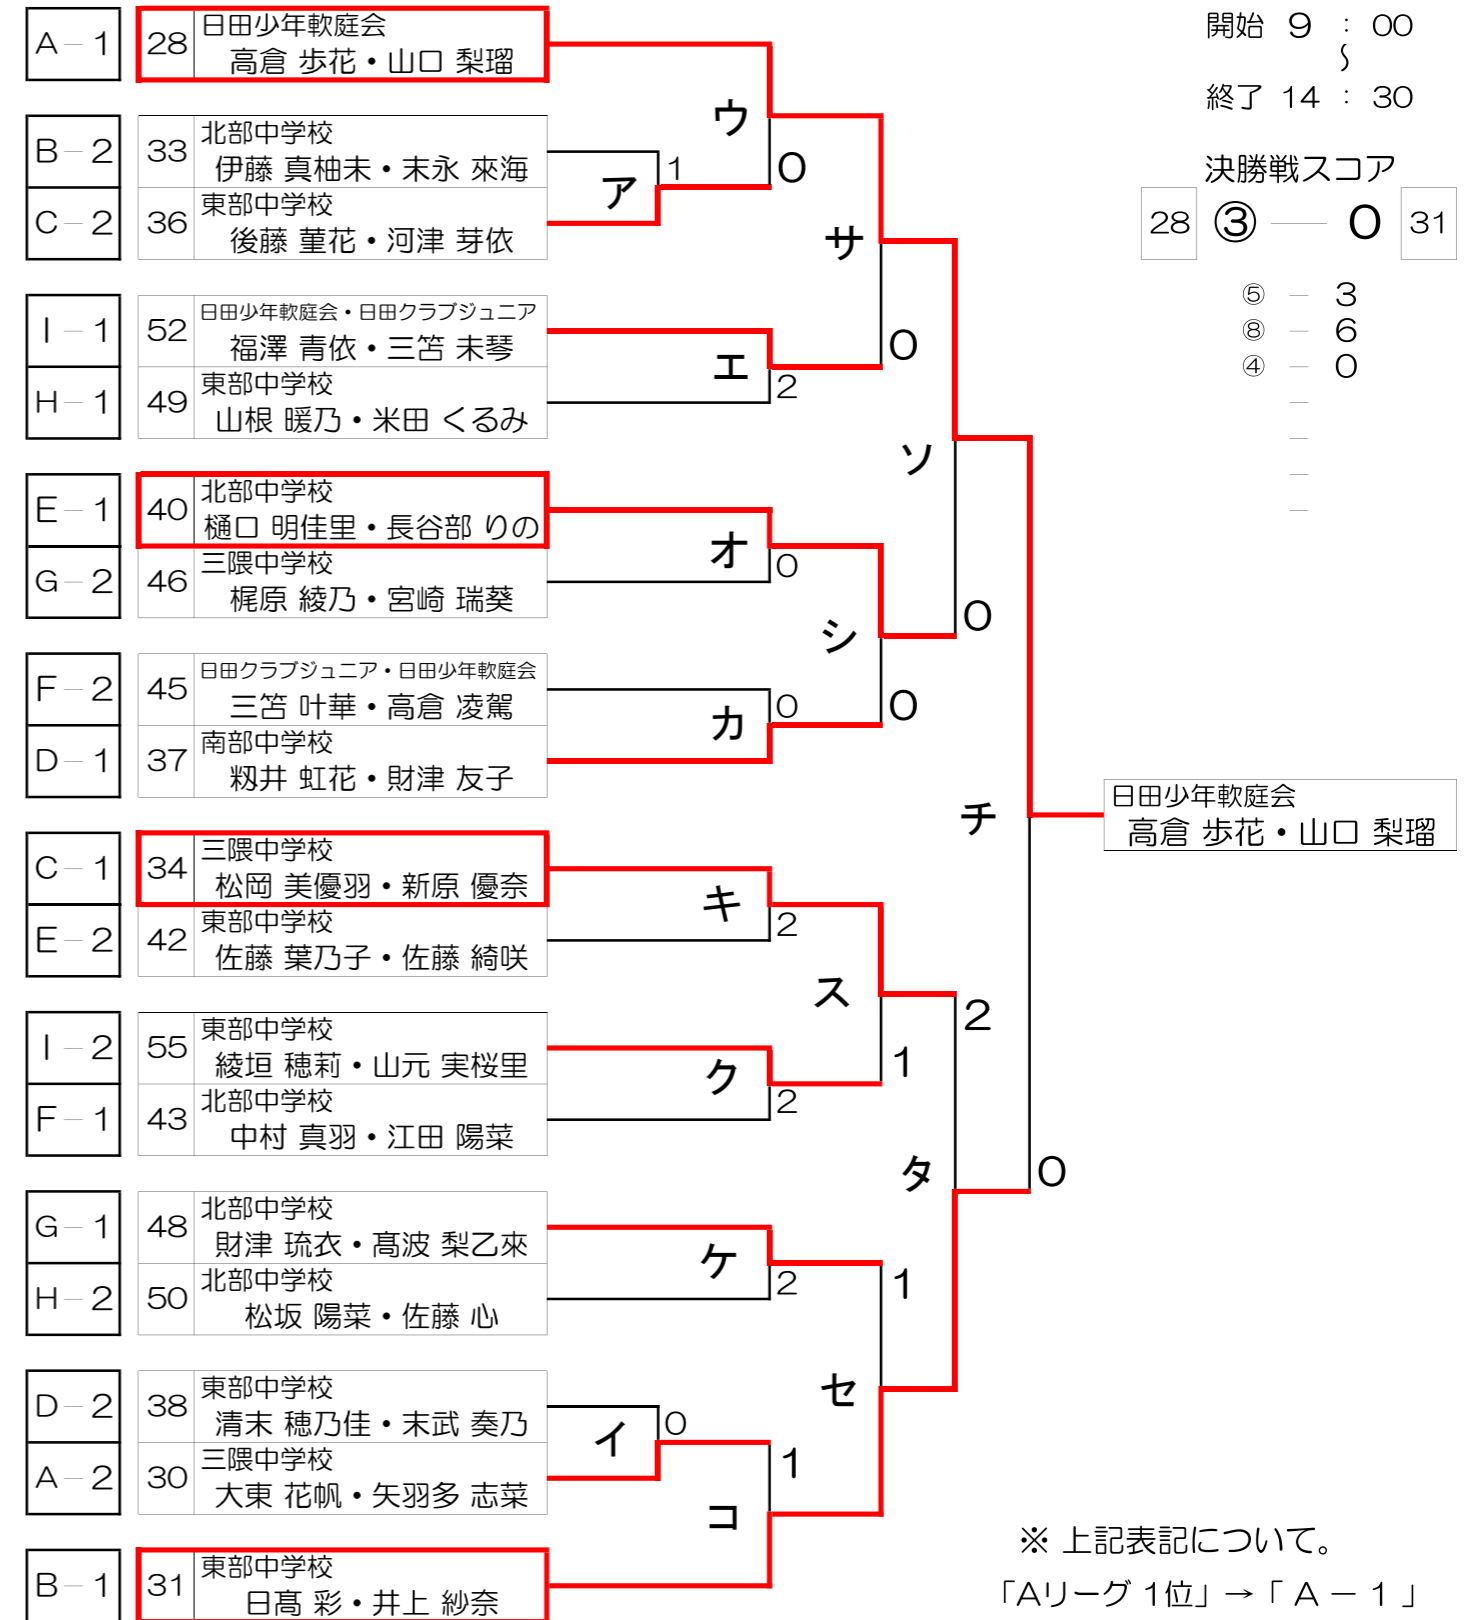 開始 9 : 00
〜
終了 14 : 30
決勝戦スコア
28 ③ — 0 31
⑤ — 3
⑧ — 6
④ — 0
—
—
—
—
A－1 28 日田少年軟庭会
高倉 歩花・山口 梨瑠
ウ
0
B－2 33 北部中学校
伊藤 真柚未・末永 來海
ア
1
C－2 36 東部中学校
後藤 菫花・河津 芽依
サ
0
I－1 52 日田少年軟庭会・日田クラブジュニア
福澤 青依・三笘 未琴
エ
2
H－1 49 東部中学校
山根 暖乃・米田 くるみ
ソ
0
E－1 40 北部中学校
樋口 明佳里・長谷部 りの
オ
0
G－2 46 三隈中学校
梶原 綾乃・宮崎 瑞葵
シ
0
F－2 45 日田クラブジュニア・日田少年軟庭会
三笘 叶華・高倉 凌駕
カ
0
D－1 37 南部中学校
籾井 虹花・財津 友子
チ
0
日田少年軟庭会
高倉 歩花・山口 梨瑠
C－1 34 三隈中学校
松岡 美優羽・新原 優奈
キ
2
E－2 42 東部中学校
佐藤 葉乃子・佐藤 綺咲
ス
1
2
I－2 55 東部中学校
綾垣 穂莉・山元 実桜里
ク
2
F－1 43 北部中学校
中村 真羽・江田 陽菜
タ
G－1 48 北部中学校
財津 琉衣・髙波 梨乙來
ケ
2
1
H－2 50 北部中学校
松坂 陽菜・佐藤 心
セ
D－2 38 東部中学校
清末 穂乃佳・末武 奏乃
イ
0
A－2 30 三隈中学校
大東 花帆・矢羽多 志菜
1
コ
B－1 31 東部中学校
日髙 彩・井上 紗奈
※ 上記表記について。
「Aリーグ 1位」→「 A － 1 」